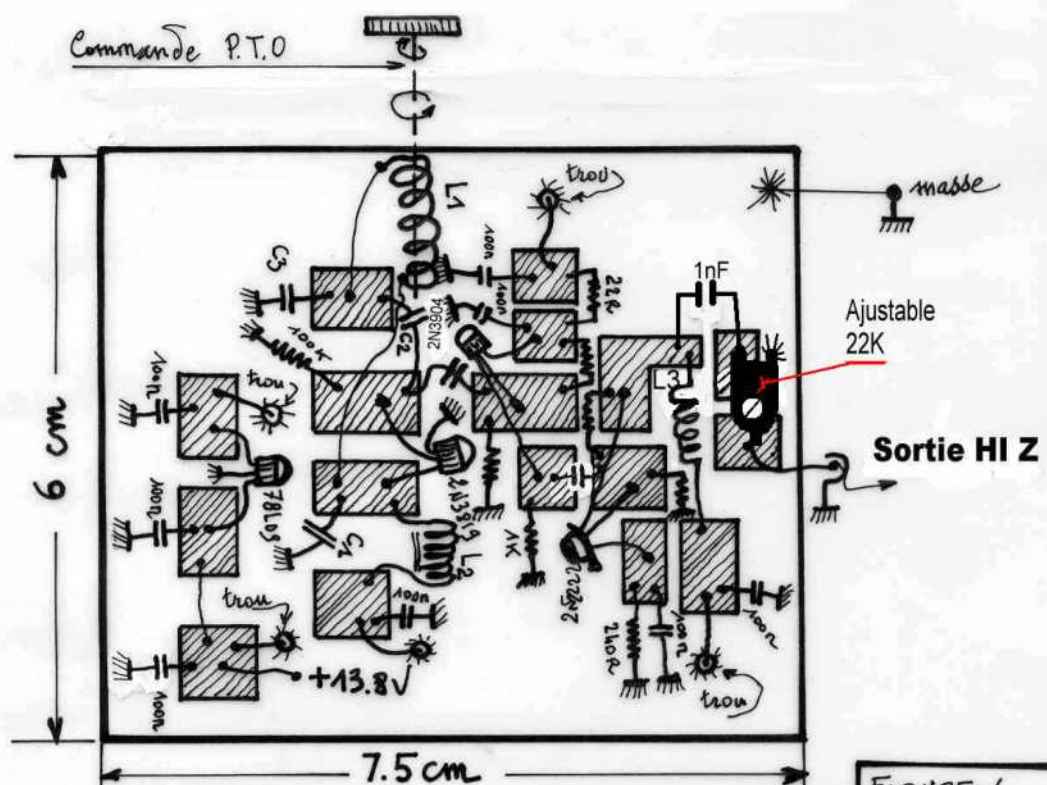 Commande P.T.O
trou
masse
L1
C3
100n
22R
1nF
Ajustable
22K
100n
2N3904
C2
100K
100n
trou
L3
Sortie HI Z
6 cm
78L09
2N3819
100n
C1
L2
1K
2N2222
trou
100n
240R
100n
100n
100n
+13.8V
trou
7.5 cm